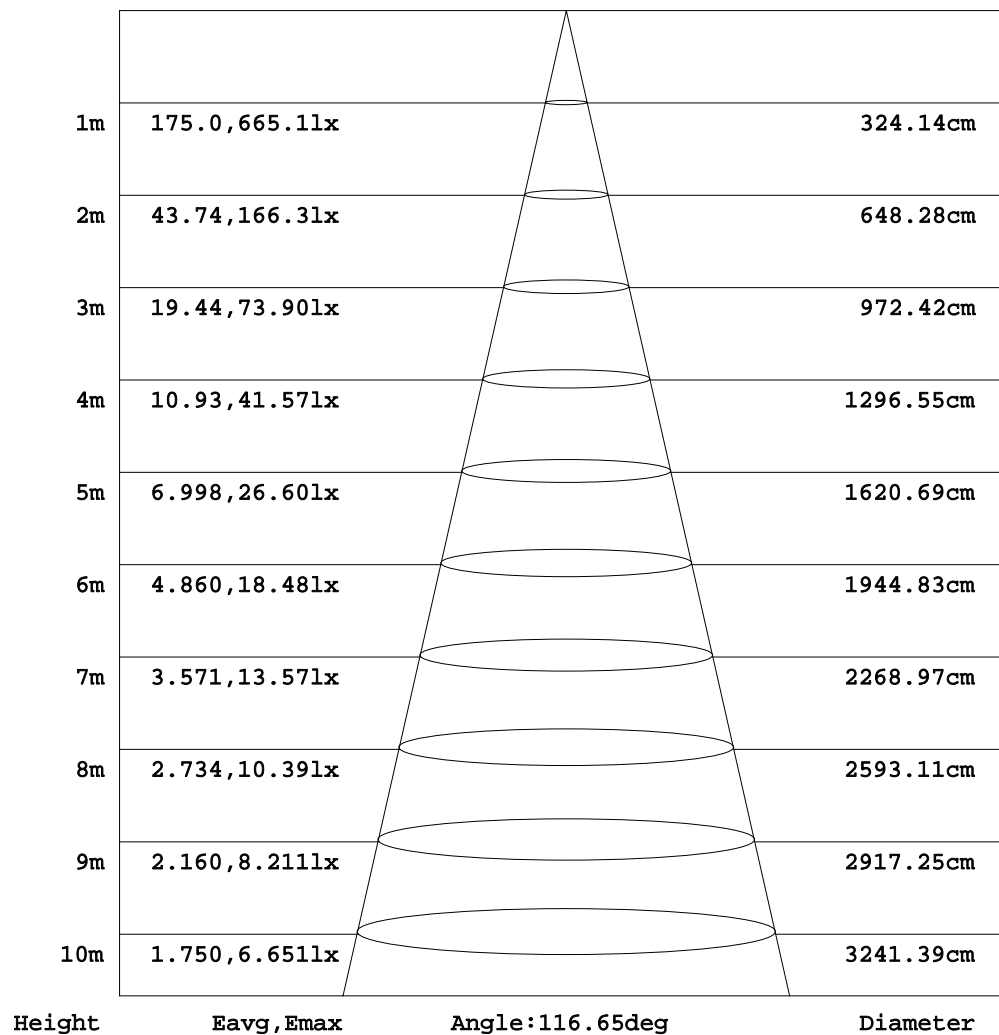 1m 175.0,665.1lx 324.14cm
2m 43.74,166.3lx 648.28cm
3m 19.44,73.90lx 972.42cm
4m 10.93,41.57lx 1296.55cm
5m 6.998,26.60lx 1620.69cm
6m 4.860,18.48lx 1944.83cm
7m 3.571,13.57lx 2268.97cm
8m 2.734,10.39lx 2593.11cm
9m 2.160,8.211lx 2917.25cm
10m 1.750,6.651lx 3241.39cm
Height Eavg,Emax Angle:116.65deg Diameter